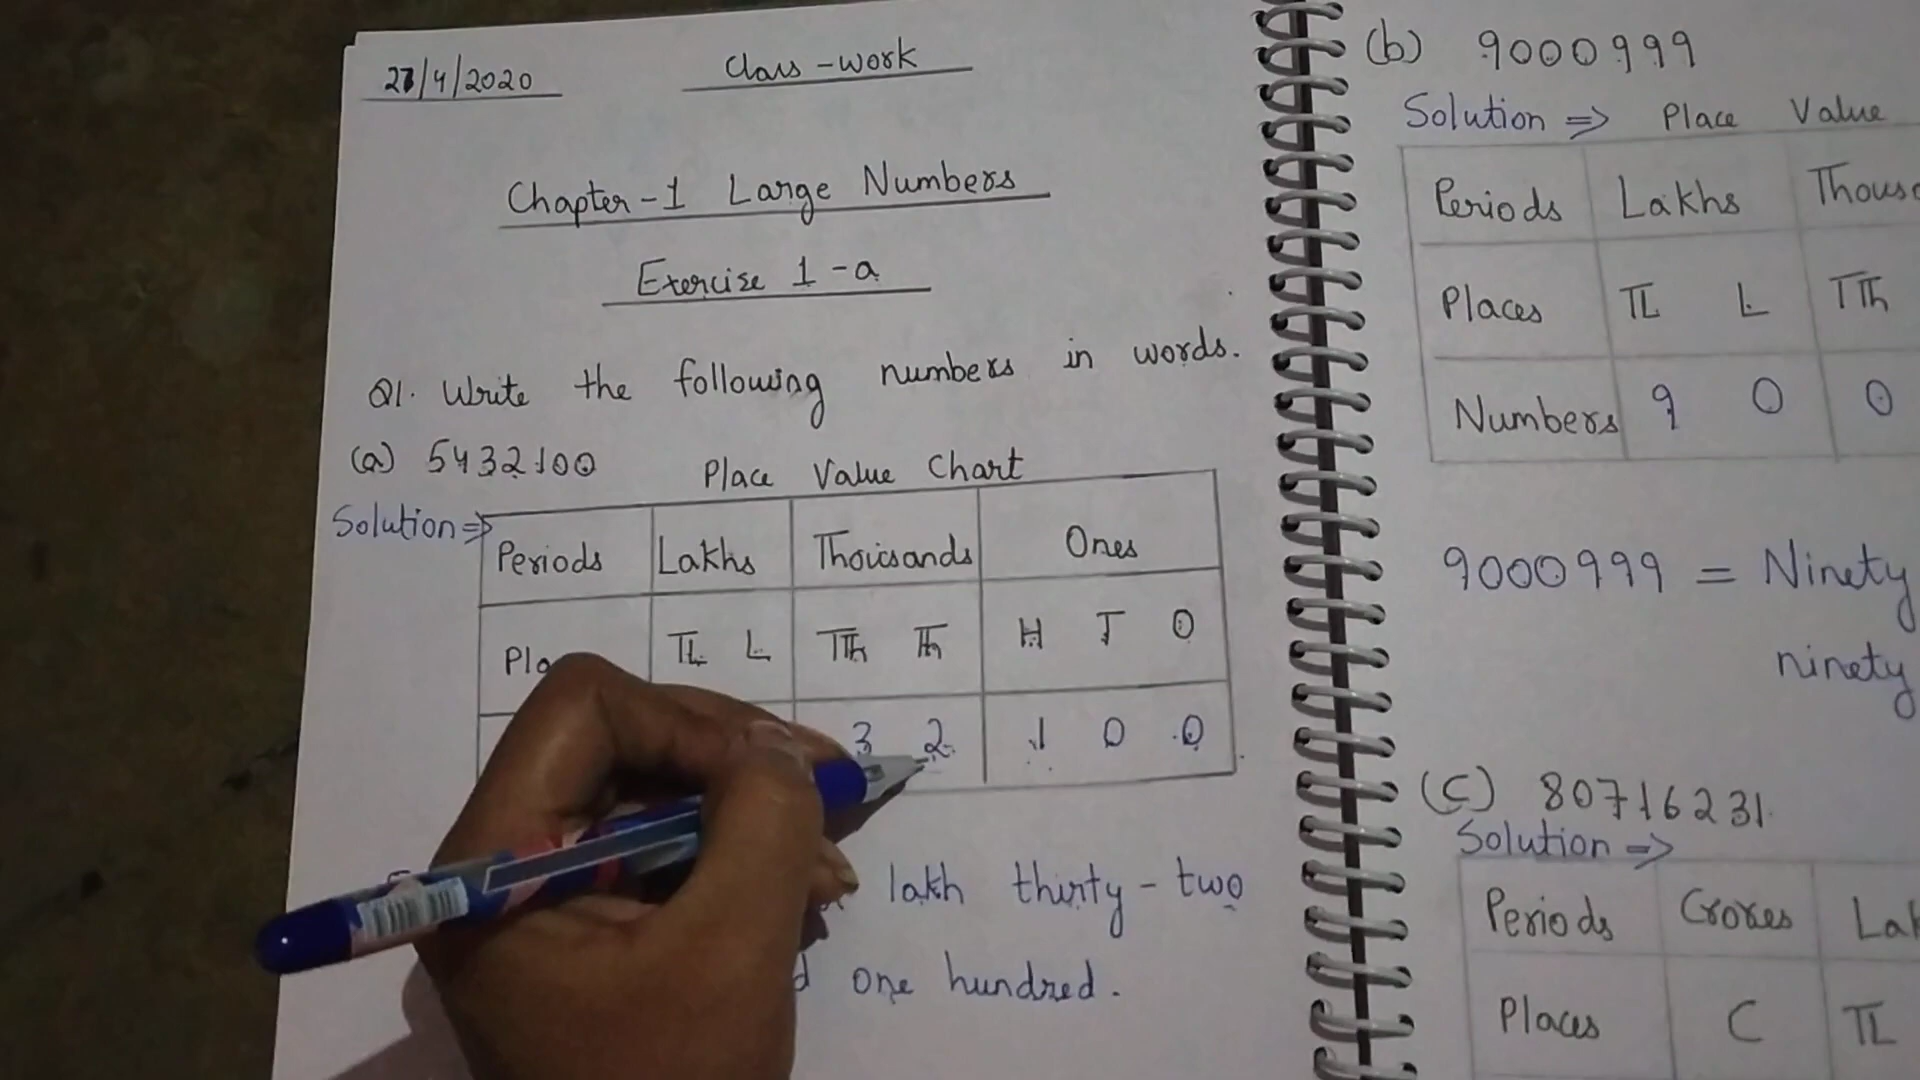 27/4/2020
Class-work
Chapter-1 Large Numbers
Exercise 1-a
Q1. Write the following numbers in words.
(a) 5432100
Place Value Chart
Solution ⇒
Periods Lakhs Thousands Ones
TL L TTh Th H T O
3 2 1 0 0
lakh thirty-two
one hundred.
(b) 9000999
Solution ⇒ Place Value
Periods Lakhs
Places TL L TTh
Numbers 9 0 0
9000999 = Ninety
ninety
(c) 80716231
Solution ⇒
Periods Crores
Places C TL